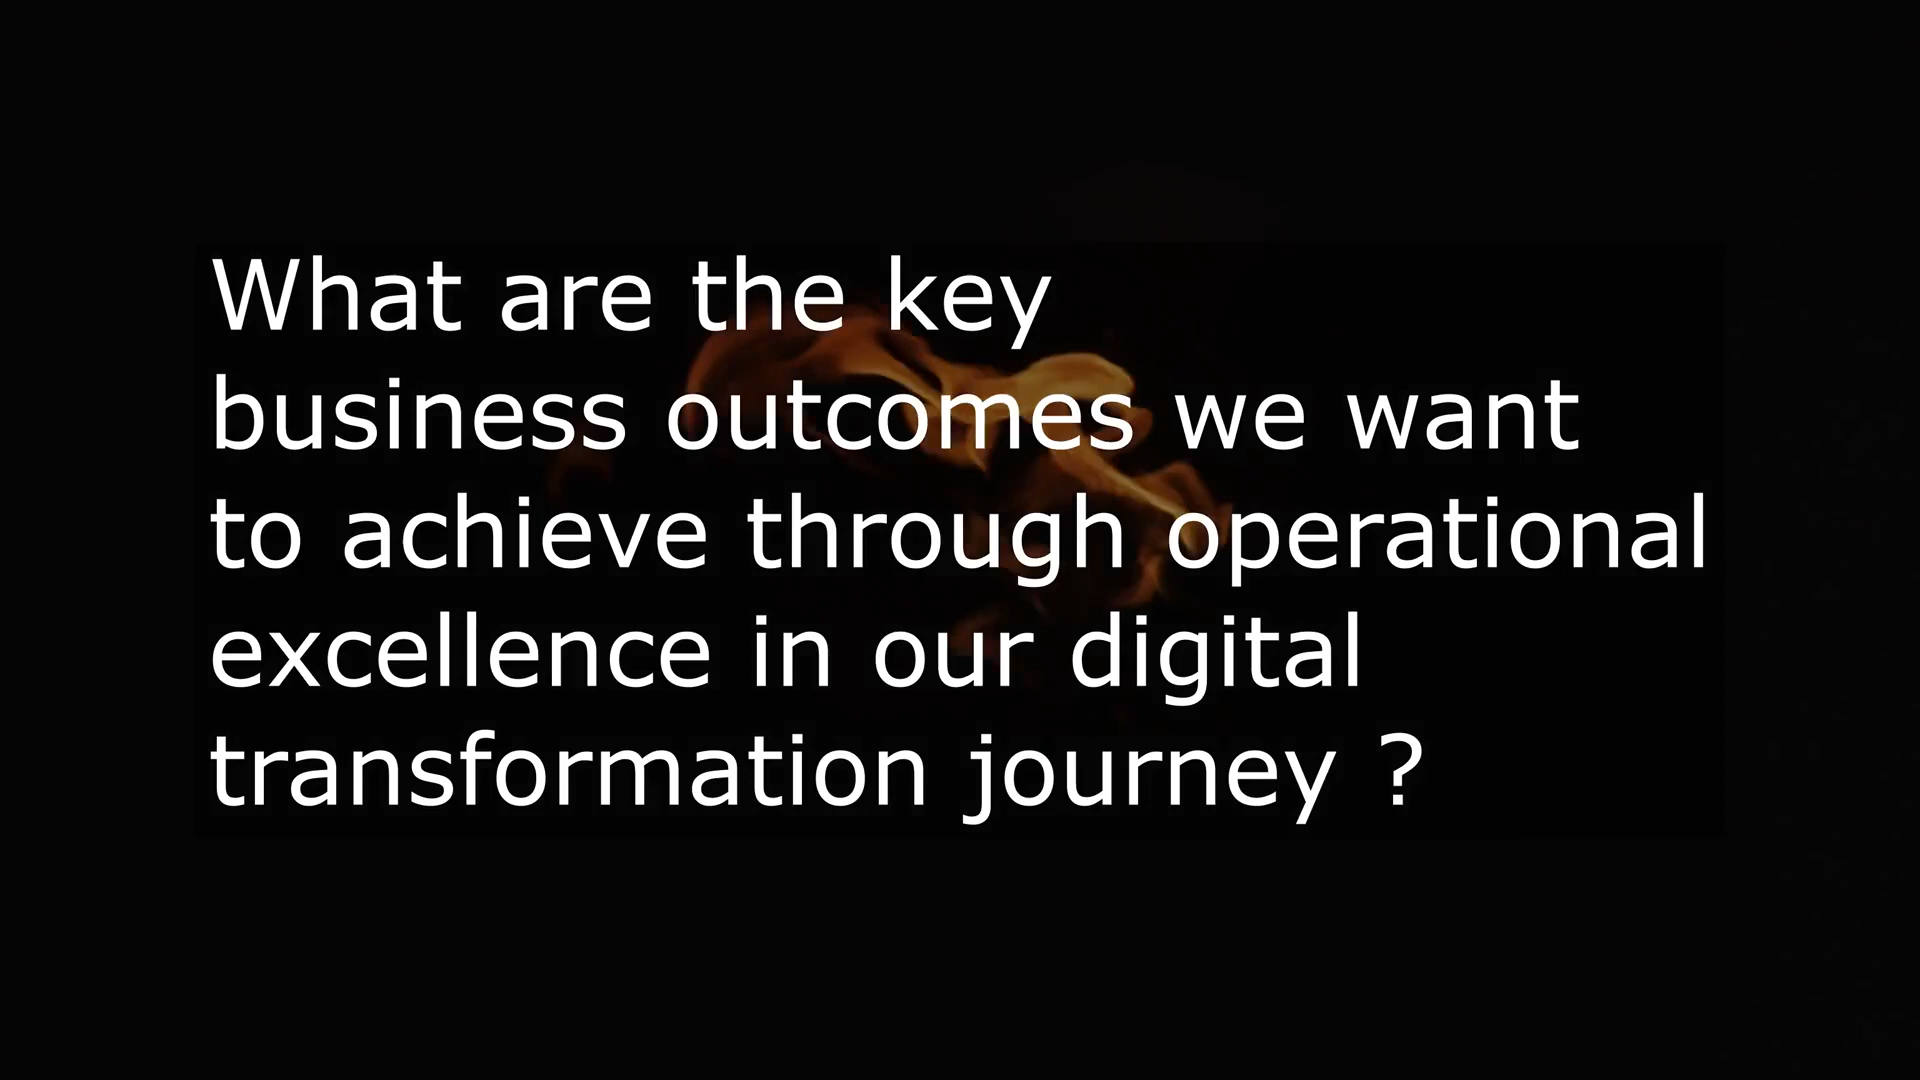 What are the key
business outcomes we want
to achieve through operational
excellence in our digital
transformation journey ?